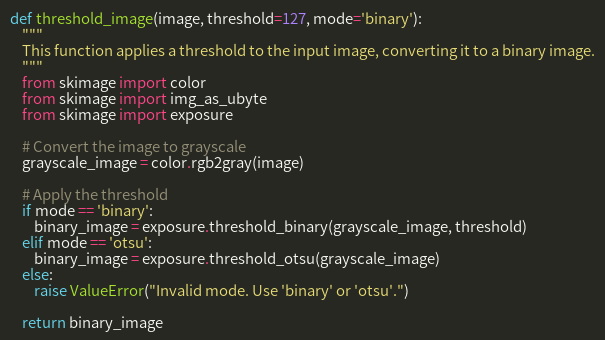 def threshold_image(image, threshold=127, mode='binary'):
    """
    This function applies a threshold to the input image, converting it to a binary image.
    """
    from skimage import color
    from skimage import img_as_ubyte
    from skimage import exposure

    # Convert the image to grayscale
    grayscale_image = color.rgb2gray(image)

    # Apply the threshold
    if mode == 'binary':
        binary_image = exposure.threshold_binary(grayscale_image, threshold)
    elif mode == 'otsu':
        binary_image = exposure.threshold_otsu(grayscale_image)
    else:
        raise ValueError("Invalid mode. Use 'binary' or 'otsu'.")

    return binary_image